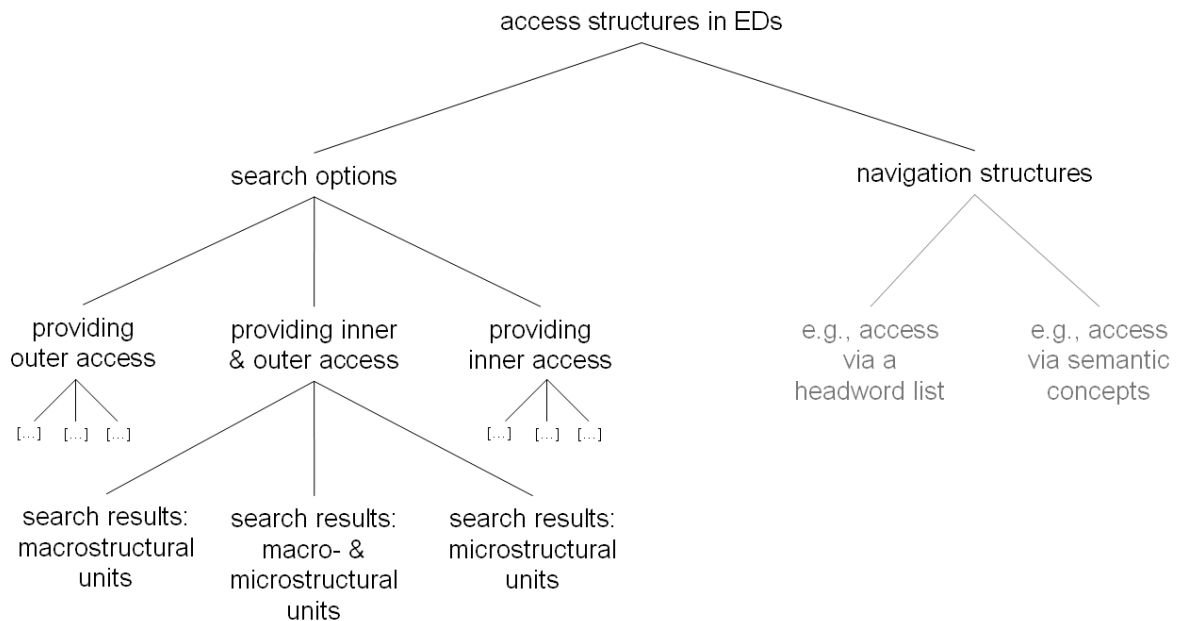 access structures in EDs
search options
navigation structures
providing
outer access
providing inner
& outer access
providing
inner access
e.g., access
via a
headword list
e.g., access
via semantic
concepts
[...] [...] [...]
[...] [...] [...]
search results:
macrostructural
units
search results:
macro- &
microstructural
units
search results:
microstructural
units